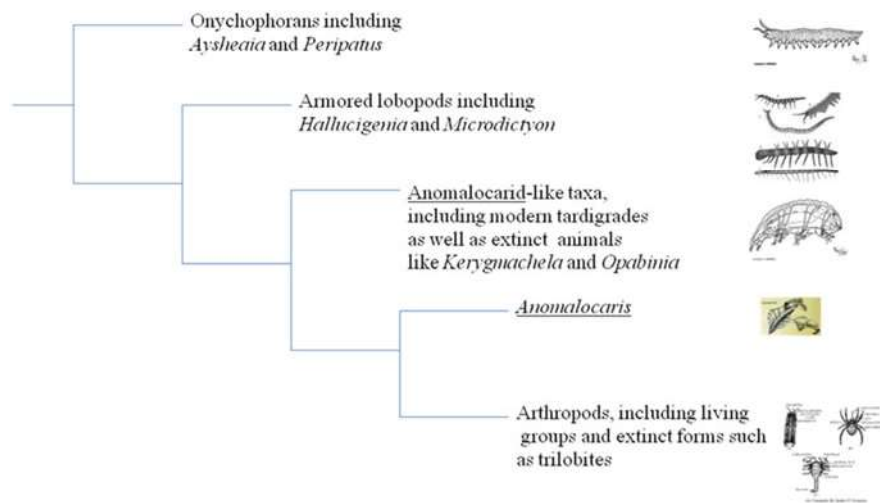 Onychophorans including
Aysheaia and Peripatus
Armored lobopods including
Hallucigenia and Microdictyon
Anomalocarid-like taxa,
including modern tardigrades
as well as extinct animals
like Kerygmachela and Opabinia
Anomalocaris
Arthropods, including living
groups and extinct forms such
as trilobites